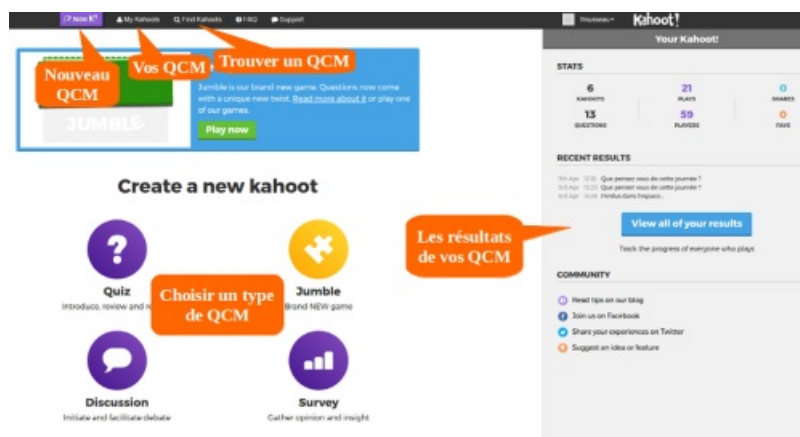 New K!
My Kahoots
Find Kahoots
FAQ
Support
Kahoot!
Nouveau
QCM
Vos QCM
Trouver un QCM
Jumble is our brand new game. Questions now come
with a unique new twist. Read more about it or play one
of our games.
JUMBLE
Play now
Create a new kahoot
Quiz
Introduce, review and
Jumble
Brand NEW game
Choisir un type
de QCM
Discussion
Initiate and facilitate debate
Survey
Gather opinion and insight
Les résultats
de vos QCM
Your Kahoot!
STATS
6
KAHOOTS
21
PLAYS
0
SHARES
13
QUESTIONS
59
PLAYERS
0
FAVS
RECENT RESULTS
Que pensez vous de cette journée ?
Que pensez vous de cette journée ?
Perdus dans l'espace...
View all of your results
Track the progress of everyone who plays
COMMUNITY
Read tips on our blog
Join us on Facebook
Share your experiences on Twitter
Suggest an idea or feature